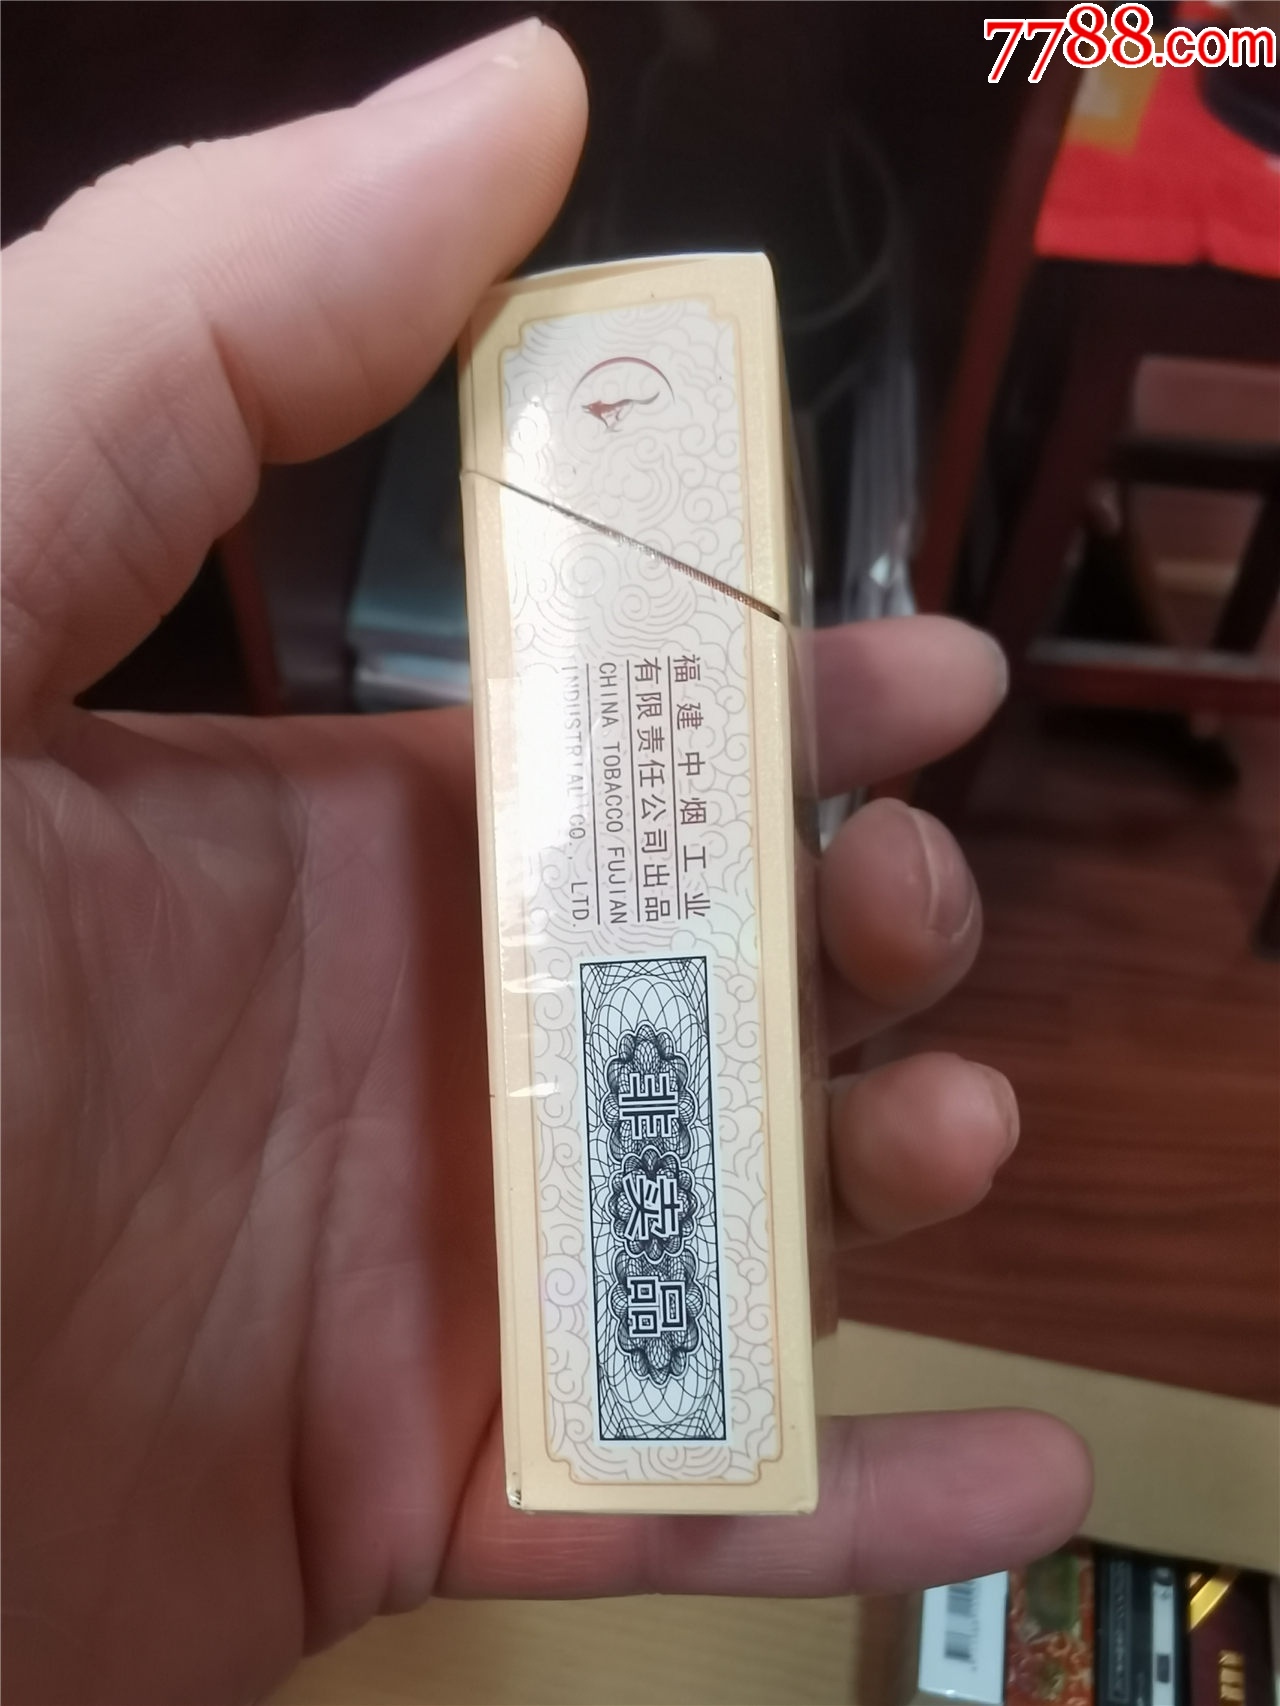 7788.com
福建中烟工业
有限责任公司出品
CHINA TOBACCO FUJIAN
INDUSTRIAL CO., LTD.
非卖品